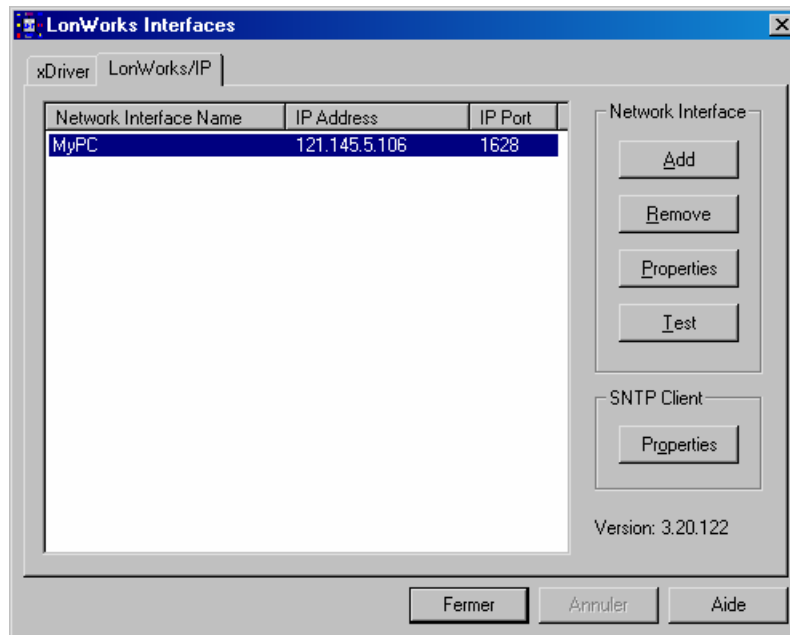 LonWorks Interfaces
xDriver LonWorks/IP
Network Interface Name IP Address IP Port
MyPC 121.145.5.106 1628
Network Interface
Add
Remove
Properties
Test
SNTP Client
Properties
Version: 3.20.122
Fermer Annuler Aide